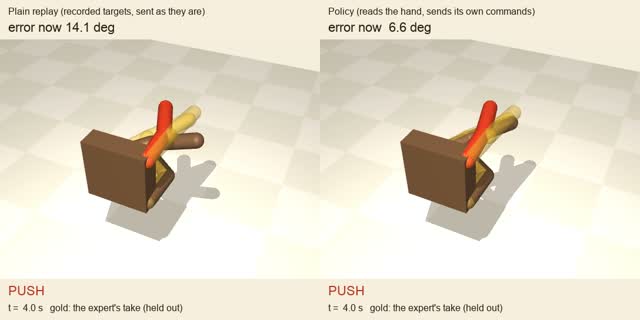 Plain replay (recorded targets, sent as they are)
error now 14.1 deg
PUSH
t = 4.0 s gold: the expert's take (held out)
Policy (reads the hand, sends its own commands)
error now 6.6 deg
PUSH
t = 4.0 s gold: the expert's take (held out)